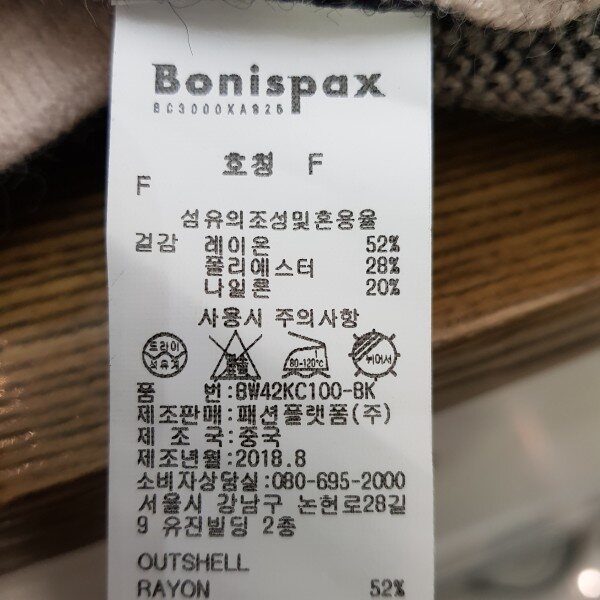 Bonispax
BC3000XA925
호칭 F
F
섬유의조성및혼용율
겉감 레이온 52%
폴리에스터 28%
나일론 20%
사용시 주의사항
드라이 80-120℃ 뉘어서
품 번:BW42KC100-BK
제조판매:패션플랫폼(주)
제 조 국:중국
제조년월:2018.8
소비자상담실:080-695-2000
서울시 강남구 논현로28길
9 유진빌딩 2층
OUTSHELL
RAYON 52%